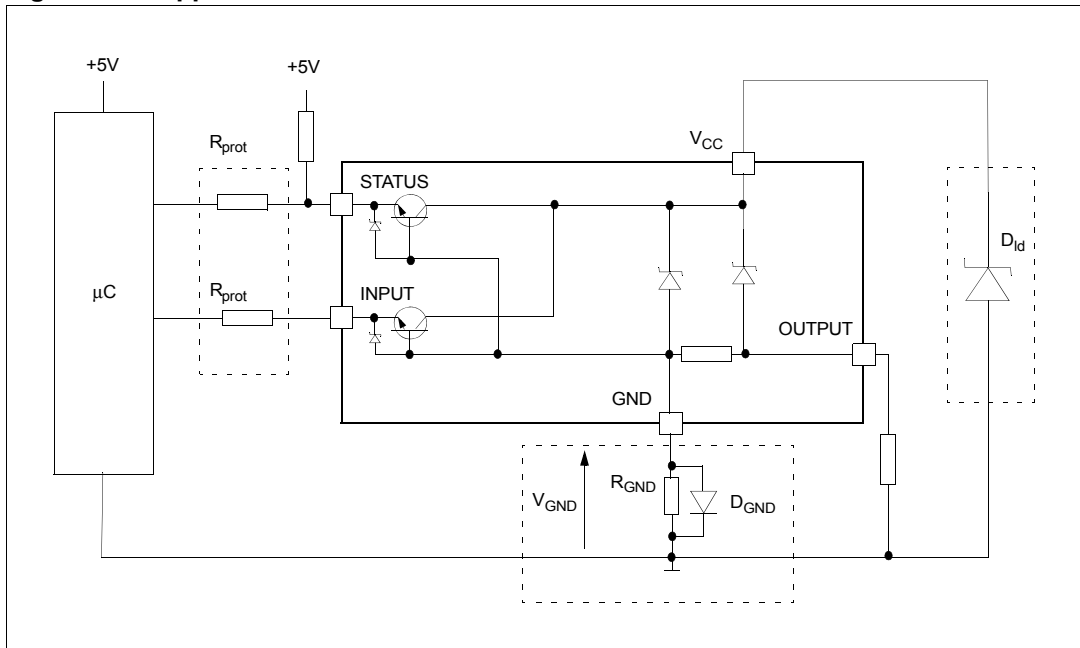 +5V
+5V
Rprot
VCC
STATUS
Dld
μC
Rprot
INPUT
OUTPUT
GND
RGND
VGND
DGND